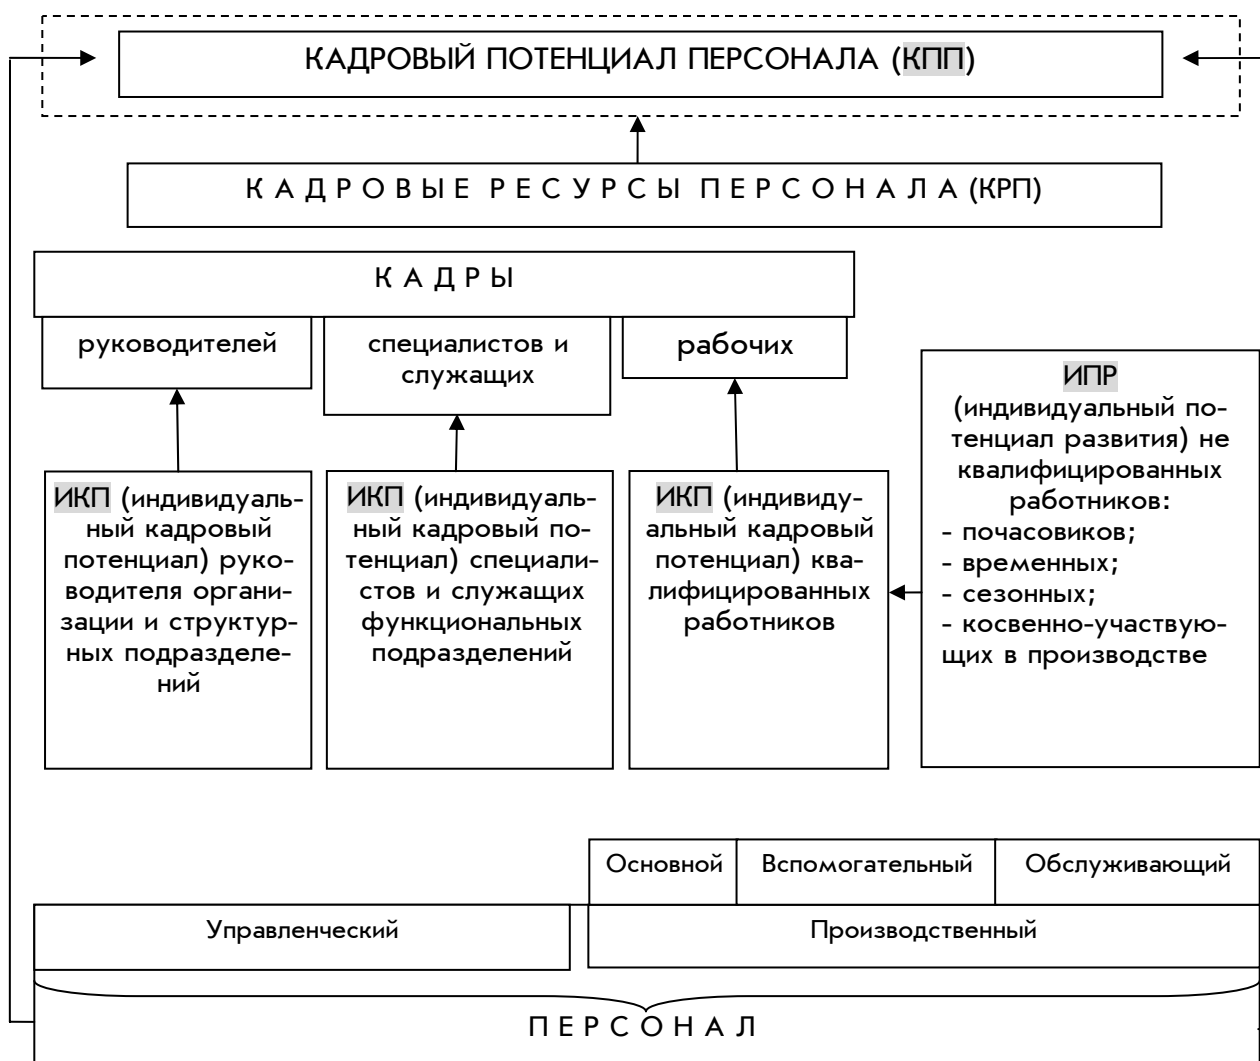 КАДРОВЫЙ ПОТЕНЦИАЛ ПЕРСОНАЛА (КПП)
К А Д Р О В Ы Е Р Е С У Р С Ы П Е Р С О Н А Л А (КРП)
К А Д Р Ы
руководителей
специалистов и
служащих
рабочих
ИКП (индивидуаль-
ный кадровый
потенциал) руко-
водителя органи-
зации и структур-
ных подразделе-
ний
ИКП (индивидуаль-
ный кадровый по-
тенциал) специали-
стов и служащих
функциональных
подразделений
ИКП (индивиду-
альный кадровый
потенциал) ква-
лифицированных
работников
ИПР
(индивидуальный по-
тенциал развития) не
квалифицированных
работников:
- почасовиков;
- временных;
- сезонных;
- косвенно-участвую-
щих в производстве
Основной
Вспомогательный
Обслуживающий
Управленческий
Производственный
П Е Р С О Н А Л